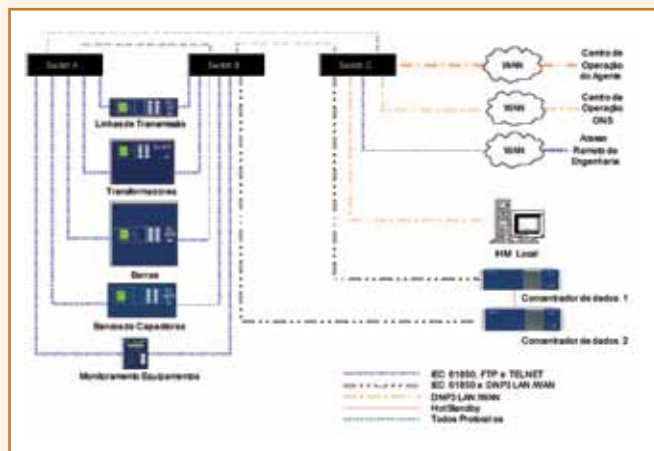 Switch A
Switch B
Switch C
WAN
Centro de
Operação
do Agente
WAN
Centro de
Operação
ONS
WAN
Acesso
Remoto de
Engenharia
Linhas de Transmissão
Transformadores
Barras
Bancos de Capacitores
Monitoramento Equipamentos
IHM Local
Concentrador de dados 1
Concentrador de dados 2
IEC 61850, FTP e TELNET
IEC 61850 e DNP3 LAN/WAN
DNP3 LAN/WAN
Hot/Standby
Todos Protocolos